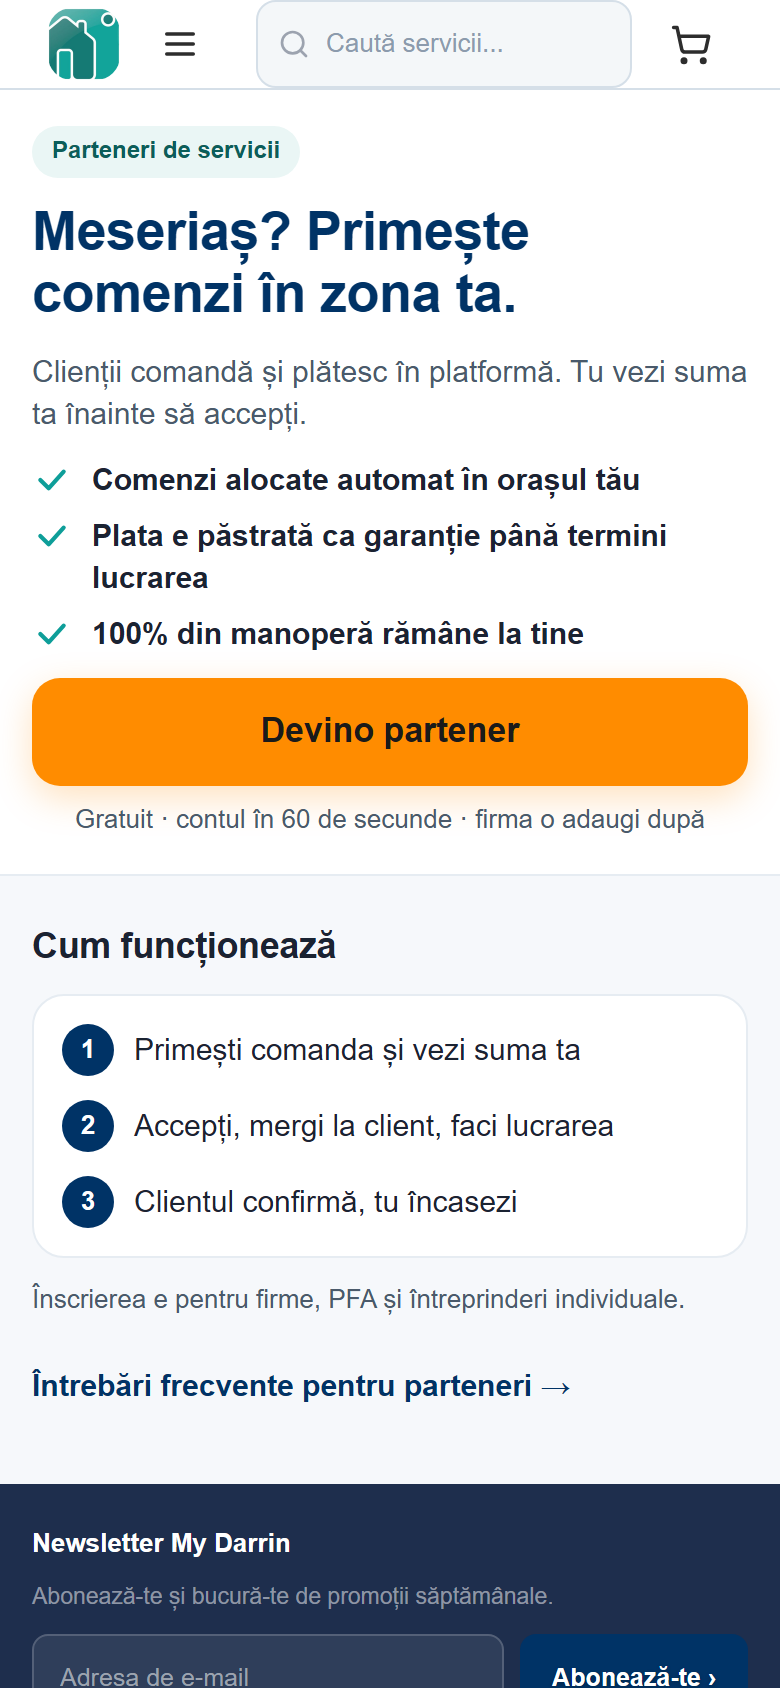 Caută servicii...
Parteneri de servicii
Meseriaș? Primește
comenzi în zona ta.
Clienții comandă și plătesc în platformă. Tu vezi suma
ta înainte să accepți.
Comenzi alocate automat în orașul tău
Plata e păstrată ca garanție până termini
lucrarea
100% din manoperă rămâne la tine
Devino partener
Gratuit · contul în 60 de secunde · firma o adaugi după
Cum funcționează
1 Primești comanda și vezi suma ta
2 Accepți, mergi la client, faci lucrarea
3 Clientul confirmă, tu încasezi
Înscrierea e pentru firme, PFA și întreprinderi individuale.
Întrebări frecvente pentru parteneri →
Newsletter My Darrin
Abonează-te și bucură-te de promoții săptămânale.
Adresa de e-mail
Abonează-te ›